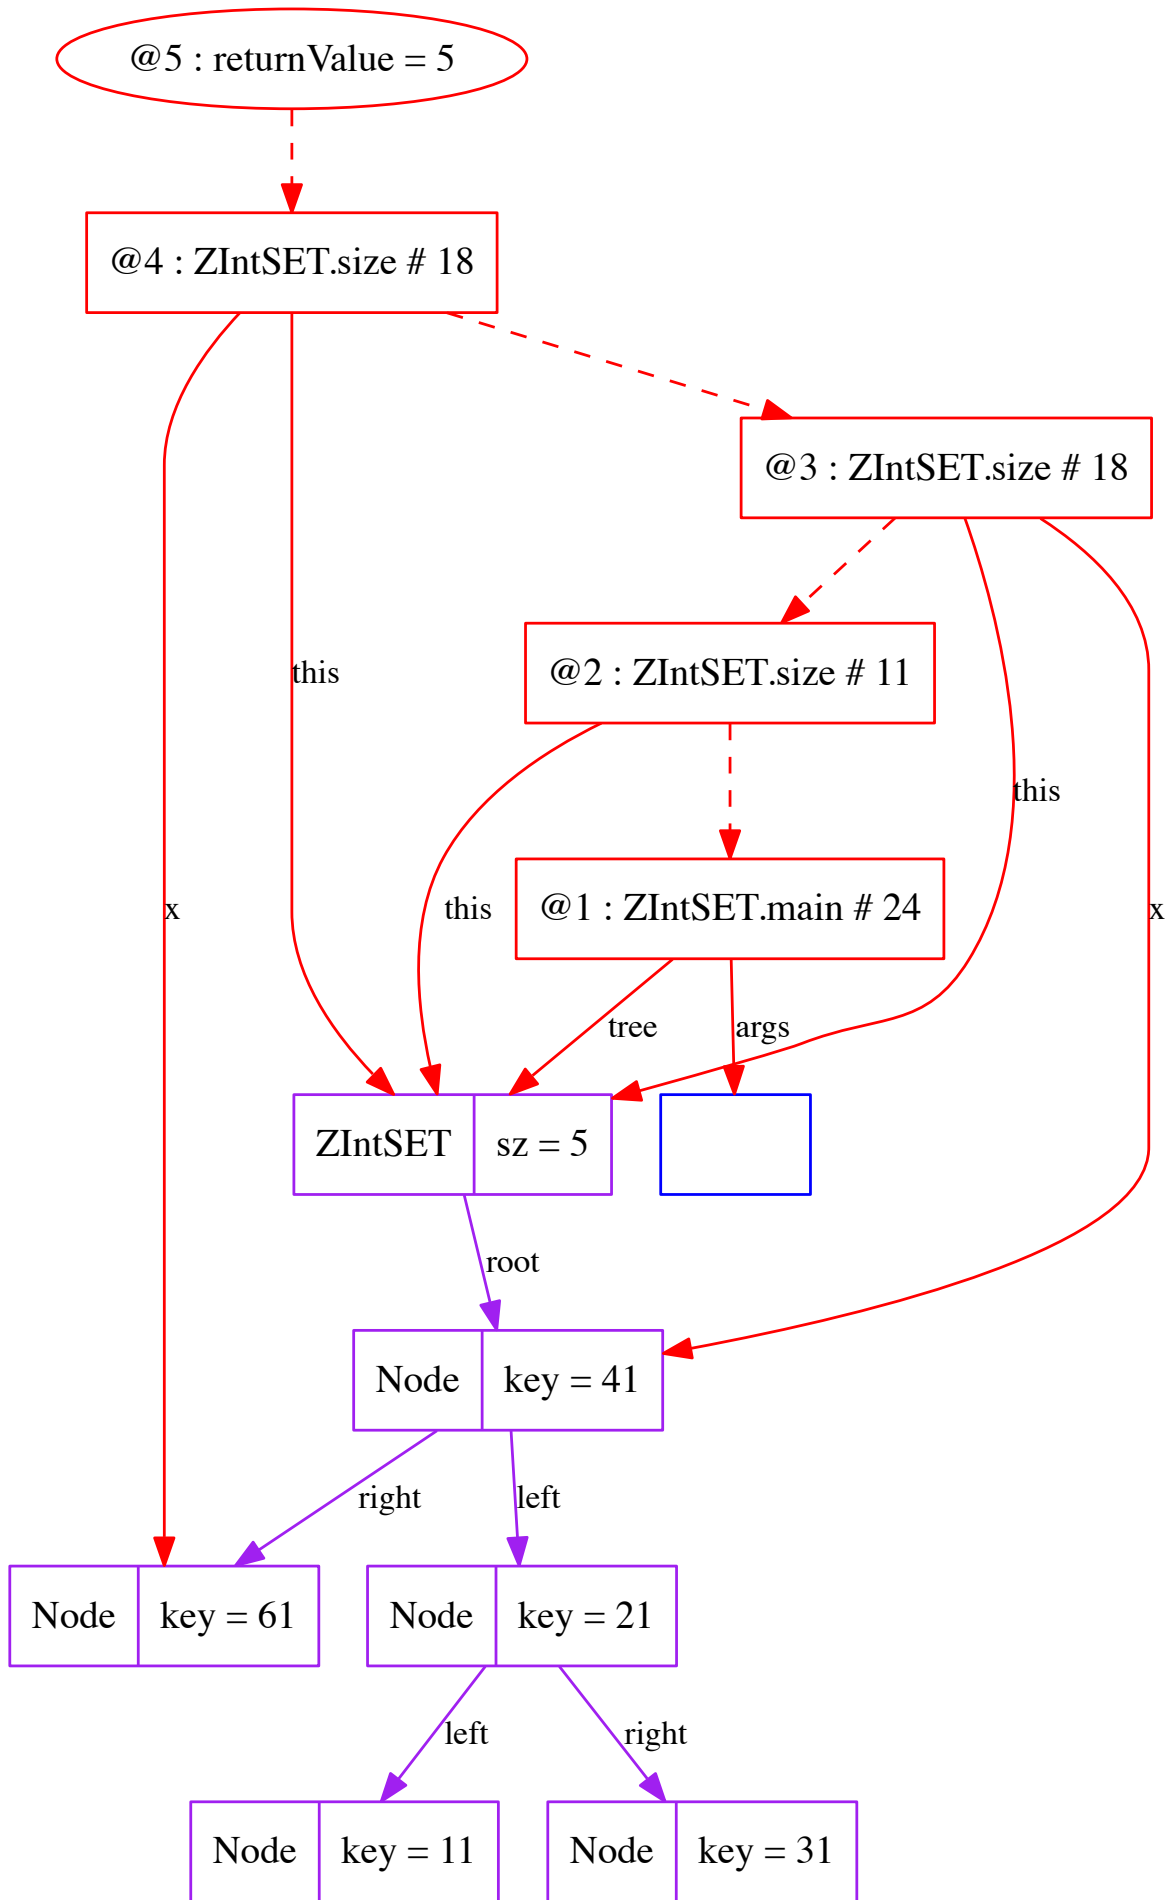 @5 : returnValue = 5
@4 : ZIntSET.size # 18
@3 : ZIntSET.size # 18
this
@2 : ZIntSET.size # 11
this
x
this
@1 : ZIntSET.main # 24
x
tree
args
ZIntSET
sz = 5
root
Node
key = 41
right
left
Node
key = 61
Node
key = 21
left
right
Node
key = 11
Node
key = 31